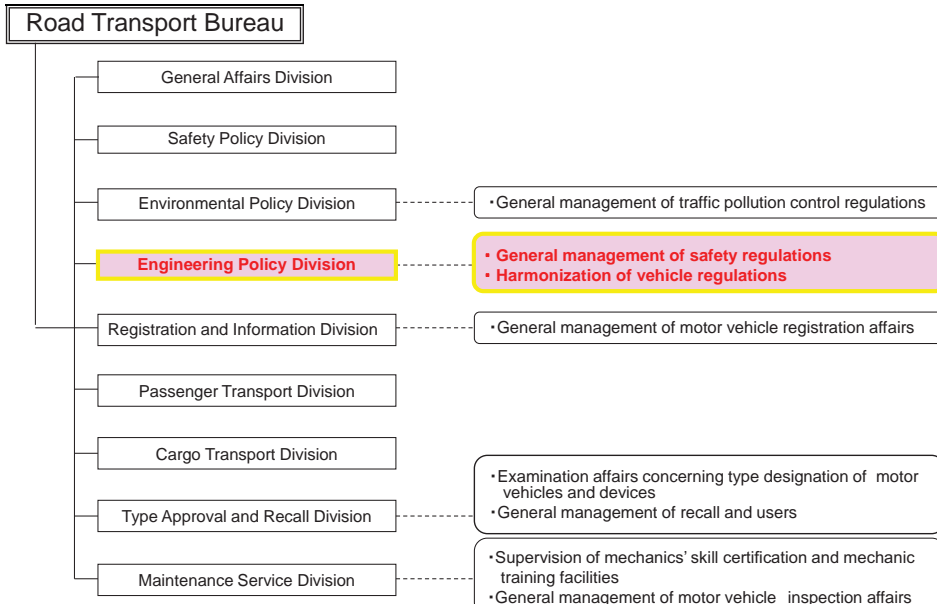 Road Transport Bureau
General Affairs Division
Safety Policy Division
Environmental Policy Division
・General management of traffic pollution control regulations
Engineering Policy Division
・General management of safety regulations
・Harmonization of vehicle regulations
Registration and Information Division
・General management of motor vehicle registration affairs
Passenger Transport Division
Cargo Transport Division
Type Approval and Recall Division
・Examination affairs concerning type designation of motor
vehicles and devices
・General management of recall and users
Maintenance Service Division
・Supervision of mechanics’ skill certification and mechanic
training facilities
・General management of motor vehicle inspection affairs